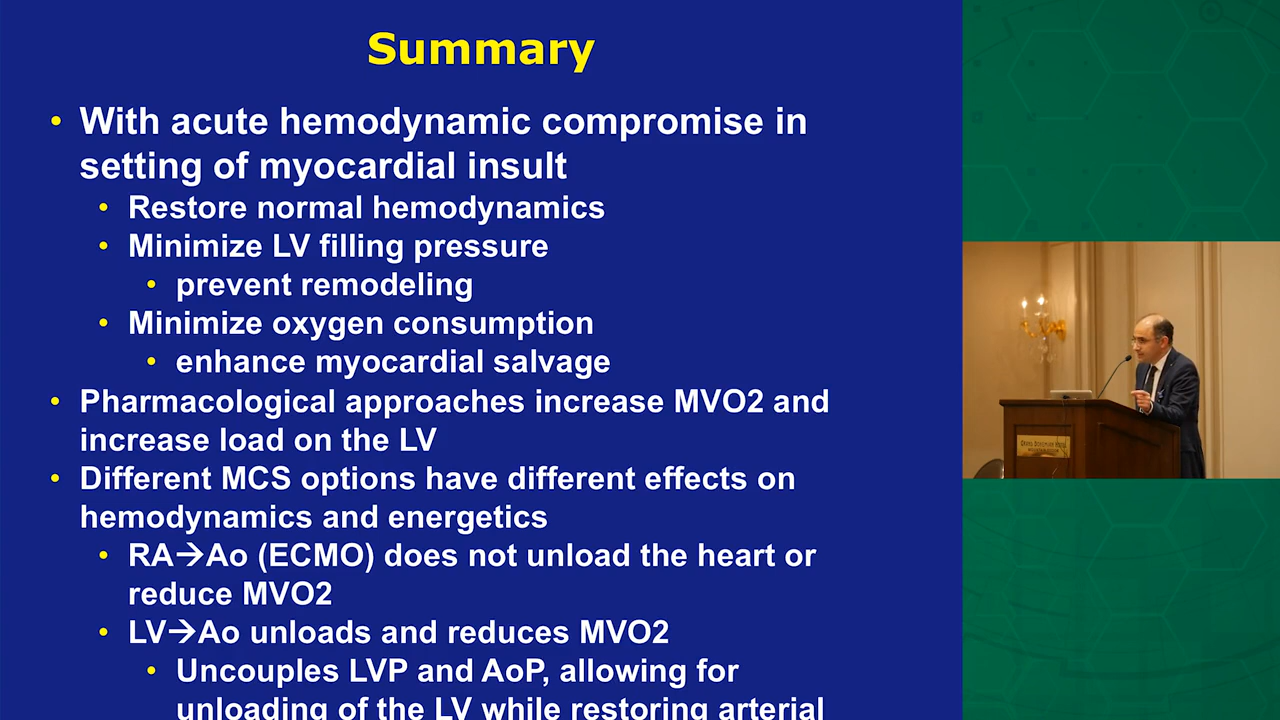 Summary
• With acute hemodynamic compromise in
setting of myocardial insult
• Restore normal hemodynamics
• Minimize LV filling pressure
• prevent remodeling
• Minimize oxygen consumption
• enhance myocardial salvage
• Pharmacological approaches increase MVO2 and
increase load on the LV
• Different MCS options have different effects on
hemodynamics and energetics
• RA→Ao (ECMO) does not unload the heart or
reduce MVO2
• LV→Ao unloads and reduces MVO2
• Uncouples LVP and AoP, allowing for
unloading of the LV while restoring arterial